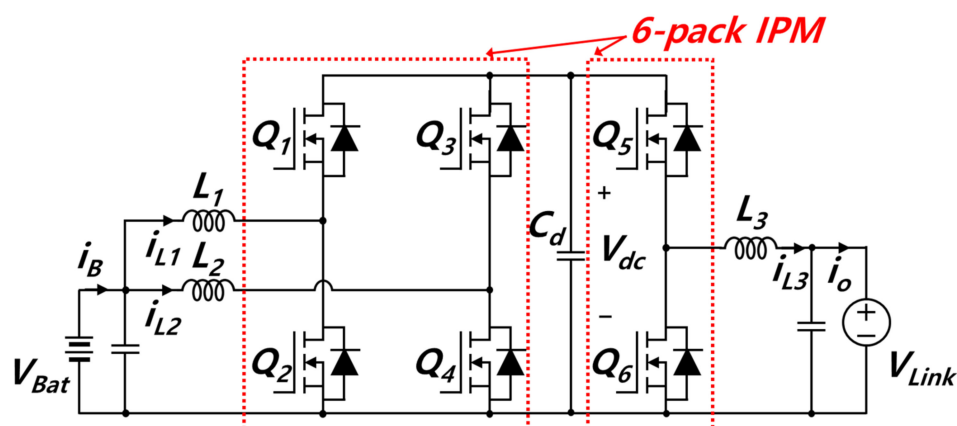 6-pack IPM
Q1
Q3
Q5
L1
+
L3
iL1
Cd
Vdc
iB
L2
iL3
io
iL2
−
+
−
VBat
Q2
Q4
Q6
VLink